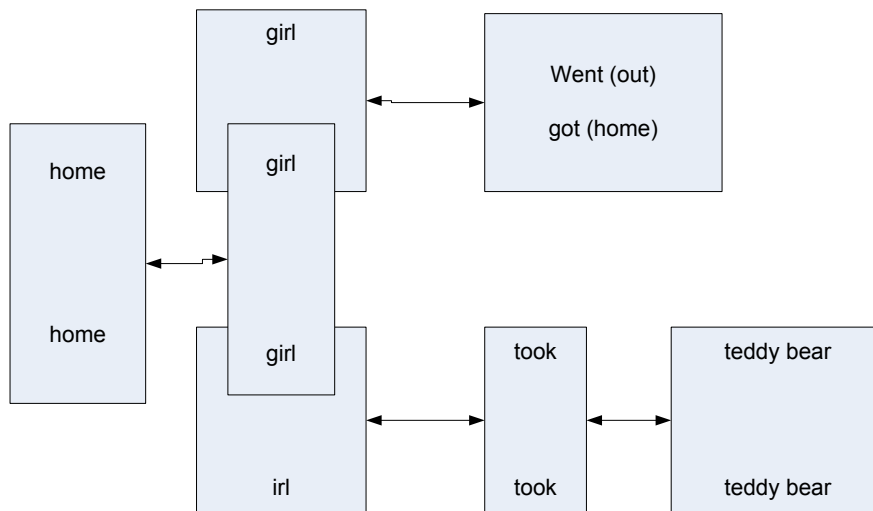 girl
Went (out)
got (home)
home
girl
home
girl
took
teddy bear
irl
took
teddy bear